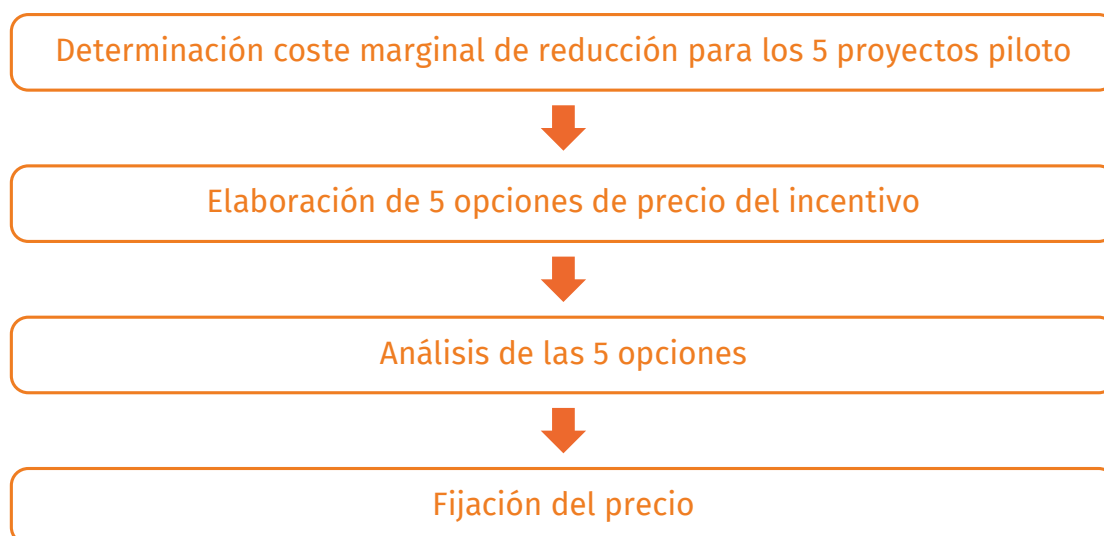 Determinación coste marginal de reducción para los 5 proyectos piloto
Elaboración de 5 opciones de precio del incentivo
Análisis de las 5 opciones
Fijación del precio